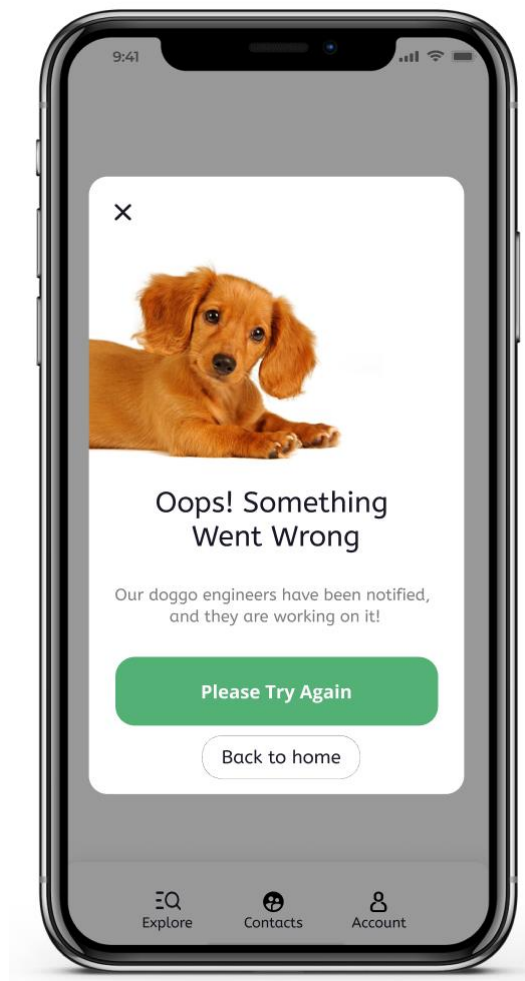 9:41
Oops! Something
Went Wrong
Our doggo engineers have been notified,
and they are working on it!
Please Try Again
Back to home
Explore
Contacts
Account